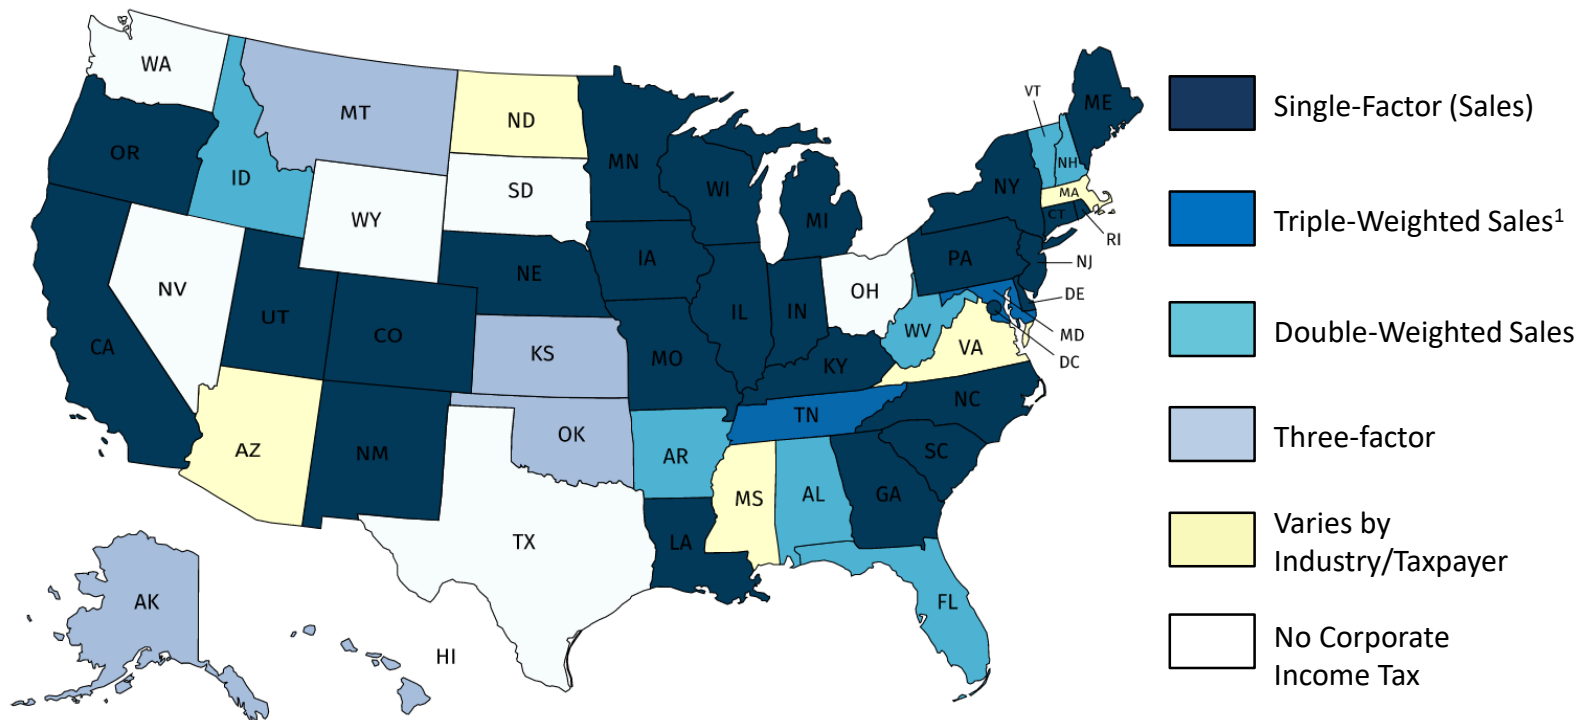 WA
MT
ND
MN
VT
ME
OR
ID
SD
WI
NH
NY
MA
WY
MI
CT
RI
NE
IA
PA
NJ
NV
OH
DE
UT
CO
IL
IN
WV
MD
CA
KS
MO
KY
VA
DC
AZ
NM
OK
AR
TN
NC
SC
MS
AL
GA
TX
LA
AK
FL
HI
Single-Factor (Sales)
Triple-Weighted Sales¹
Double-Weighted Sales
Three-factor
Varies by
Industry/Taxpayer
No Corporate
Income Tax